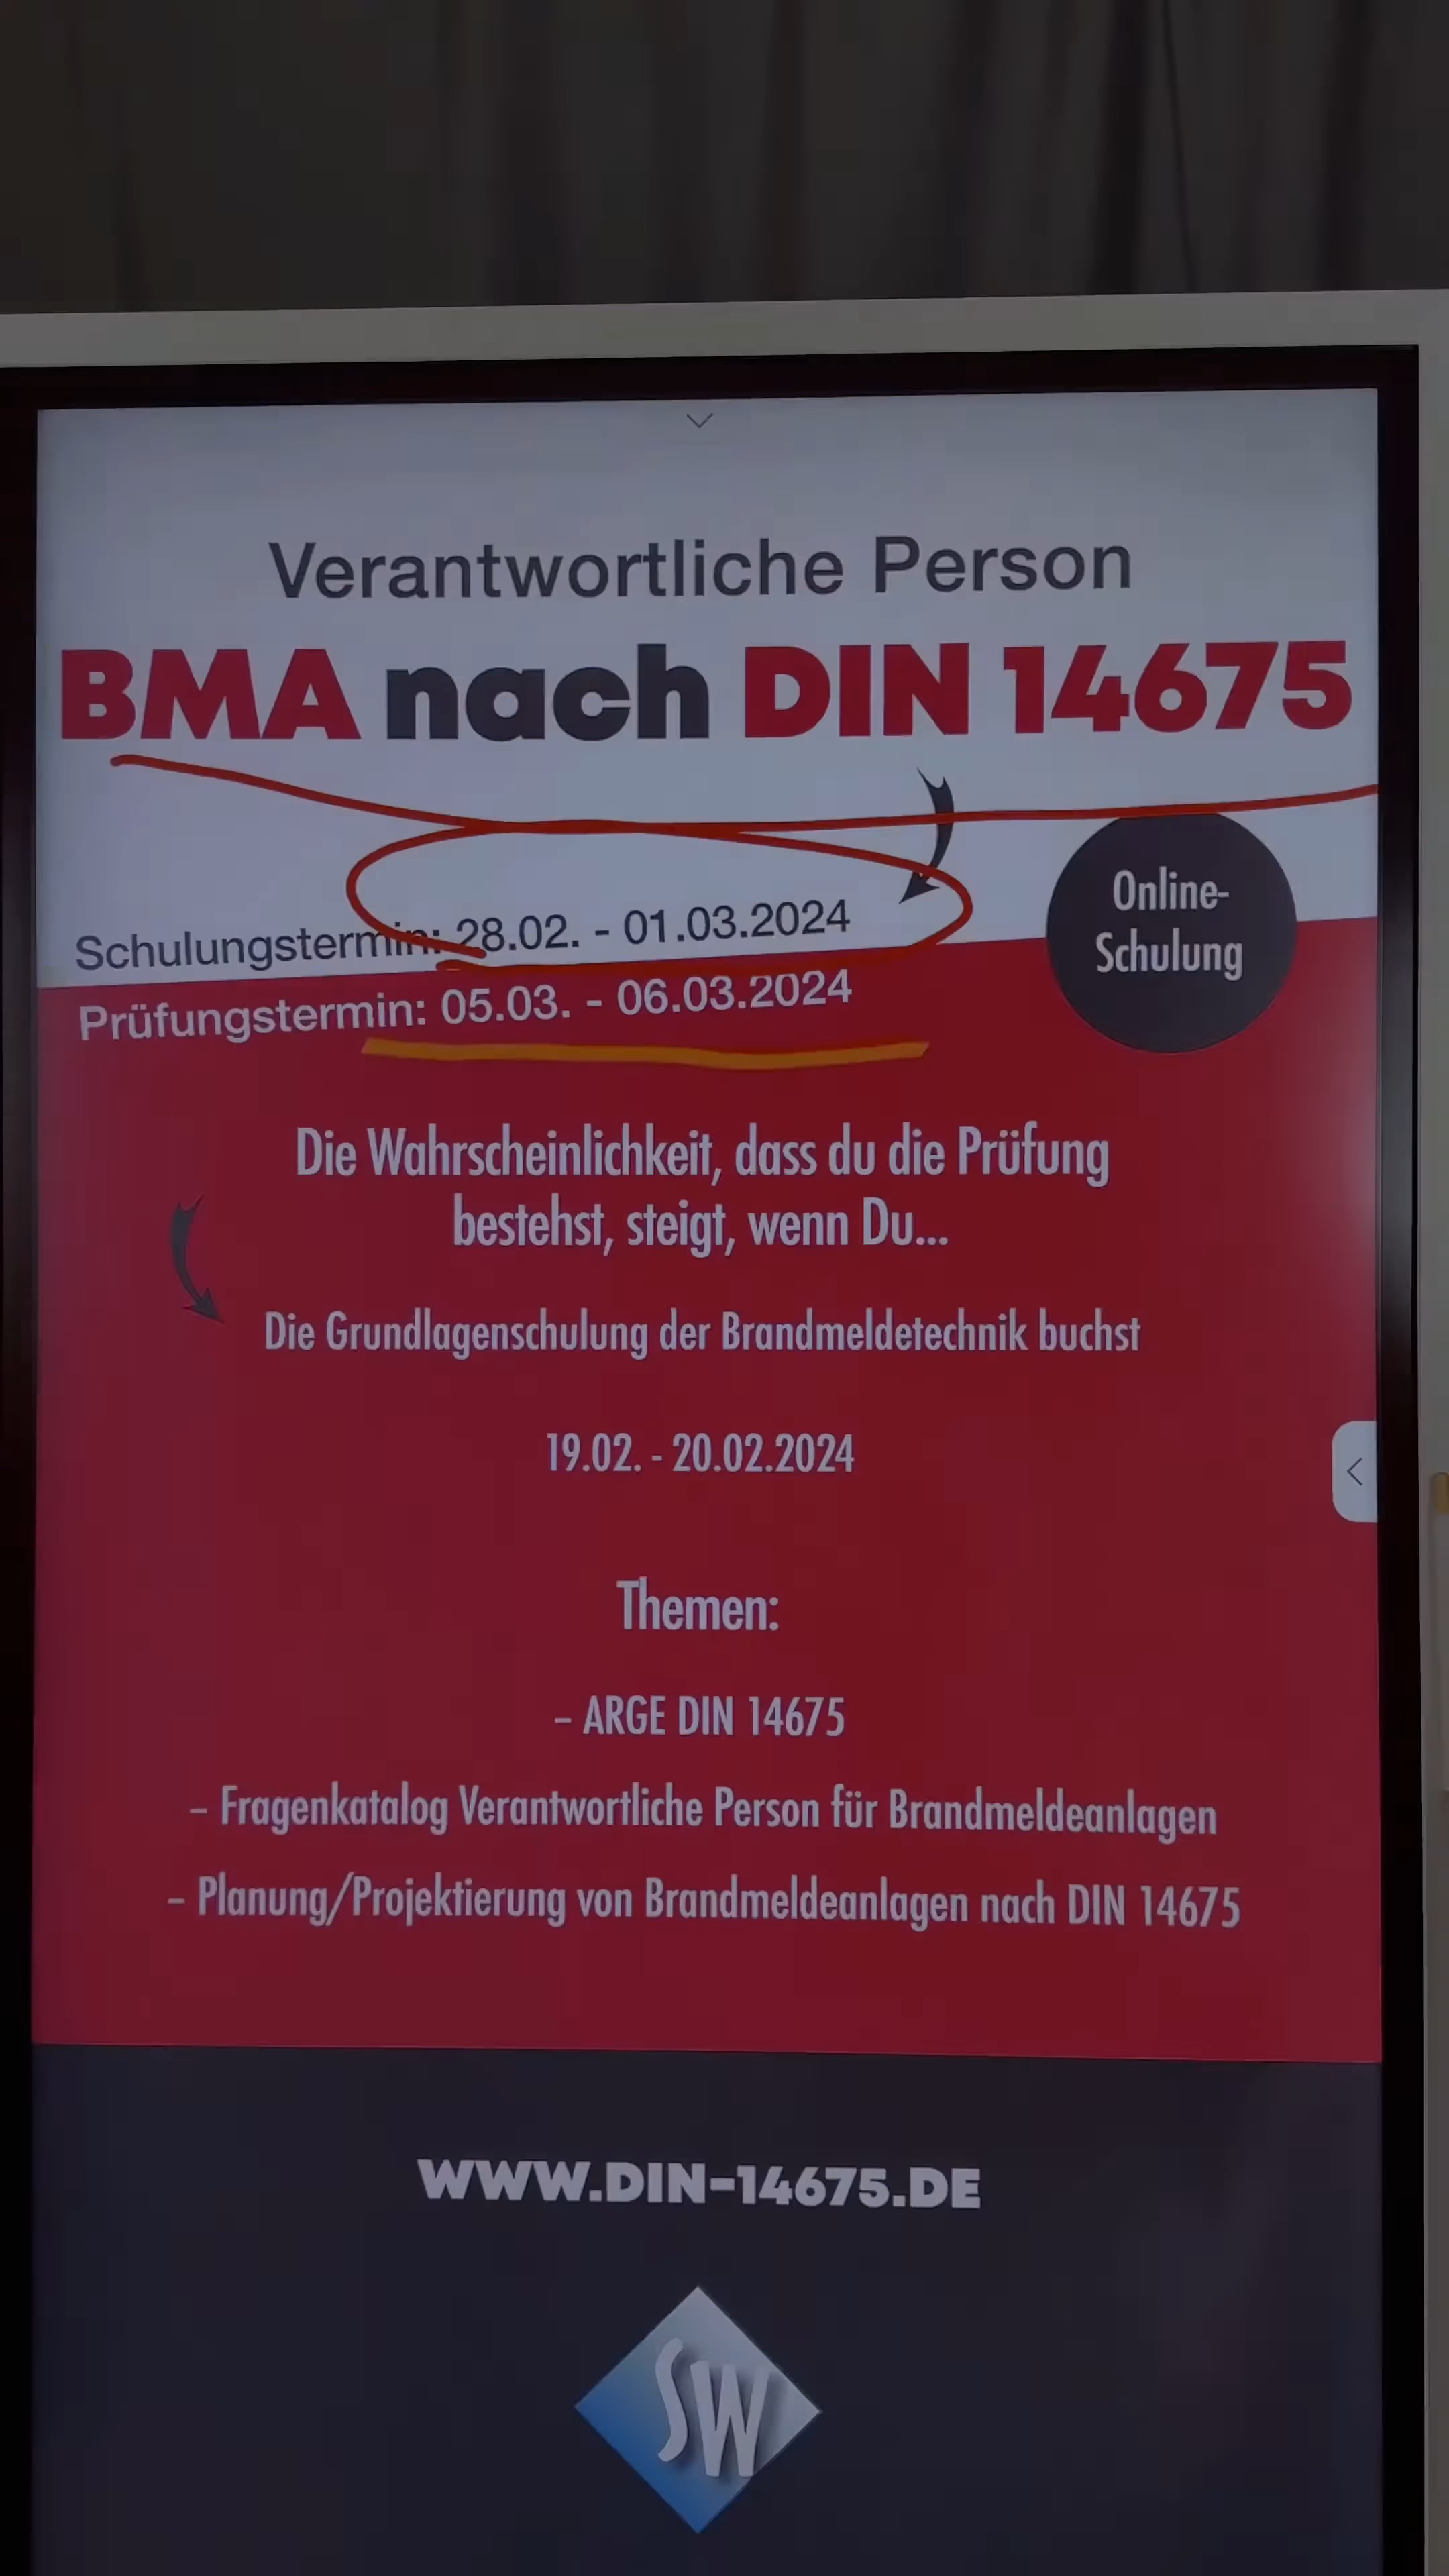 Verantwortliche Person
BMA nach DIN 14675
Schulungstermin: 28.02. - 01.03.2024
Online-
Schulung
Prüfungstermin: 05.03. - 06.03.2024
Die Wahrscheinlichkeit, dass du die Prüfung
bestehst, steigt, wenn Du...
Die Grundlagenschulung der Brandmeldetechnik buchst
19.02. - 20.02.2024
Themen:
– ARGE DIN 14675
– Fragenkatalog Verantwortliche Person für Brandmeldeanlagen
– Planung/Projektierung von Brandmeldeanlagen nach DIN 14675
WWW.DIN-14675.DE
SW